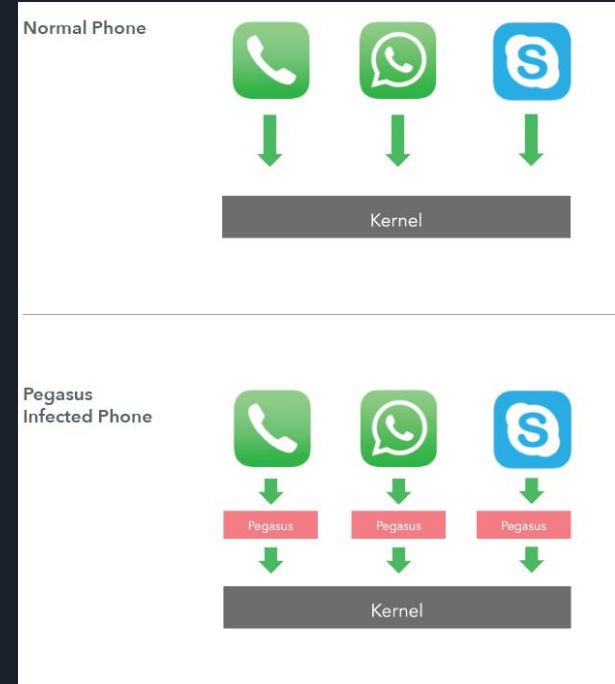 Normal Phone
Kernel
Pegasus
Infected Phone
Pegasus Pegasus Pegasus
Kernel